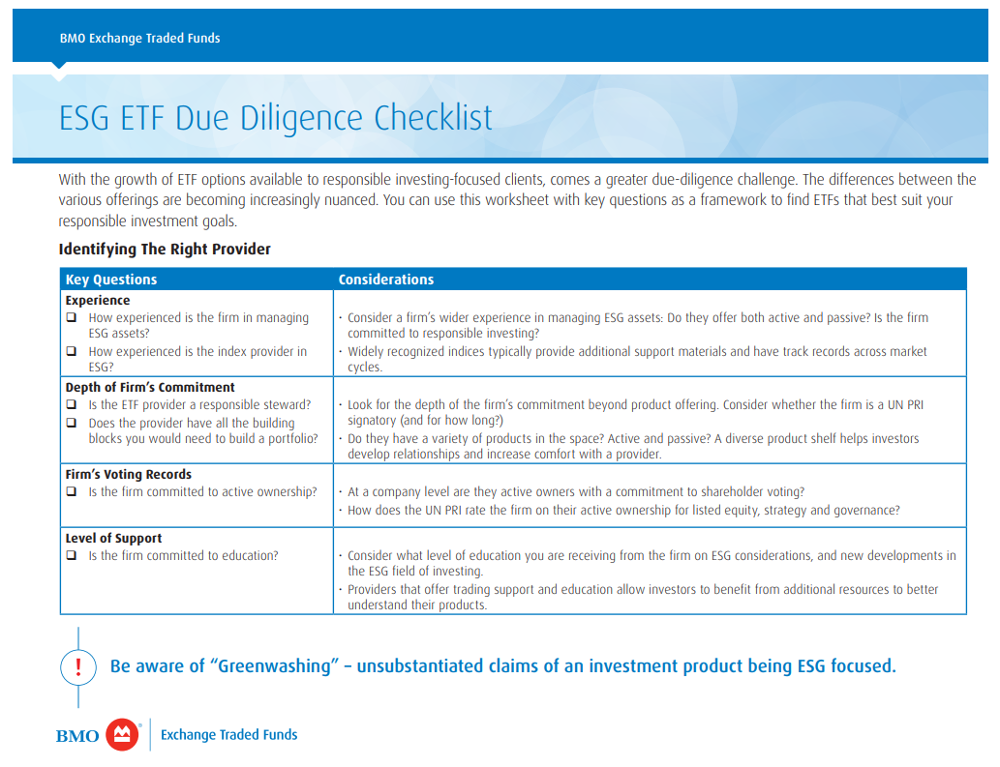 BMO Exchange Traded Funds
ESG ETF Due Diligence Checklist
With the growth of ETF options available to responsible investing-focused clients, comes a greater due-diligence challenge. The differences between the
various offerings are becoming increasingly nuanced. You can use this worksheet with key questions as a framework to find ETFs that best suit your
responsible investment goals.
Identifying The Right Provider
Key Questions
Considerations
Experience
❑ How experienced is the firm in managing
ESG assets?
❑ How experienced is the index provider in
ESG?
· Consider a firm's wider experience in managing ESG assets: Do they offer both active and passive? Is the firm
committed to responsible investing?
· Widely recognized indices typically provide additional support materials and have track records across market
cycles.
Depth of Firm's Commitment
❑ Is the ETF provider a responsible steward?
❑ Does the provider have all the building
blocks you would need to build a portfolio?
· Look for the depth of the firm's commitment beyond product offering. Consider whether the firm is a UN PRI
signatory (and for how long?)
· Do they have a variety of products in the space? Active and passive? A diverse product shelf helps investors
develop relationships and increase comfort with a provider.
Firm's Voting Records
❑ Is the firm committed to active ownership?
· At a company level are they active owners with a commitment to shareholder voting?
· How does the UN PRI rate the firm on their active ownership for listed equity, strategy and governance?
Level of Support
❑ Is the firm committed to education?
· Consider what level of education you are receiving from the firm on ESG considerations, and new developments in
the ESG field of investing.
· Providers that offer trading support and education allow investors to benefit from additional resources to better
understand their products.
! Be aware of “Greenwashing” – unsubstantiated claims of an investment product being ESG focused.
BMO ® Exchange Traded Funds